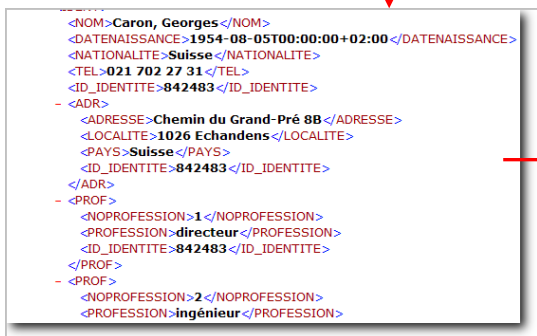 <NOM>Caron, Georges</NOM>
<DATENAISSANCE>1954-08-05T00:00:00+02:00</DATENAISSANCE>
<NATIONALITE>Suisse</NATIONALITE>
<TEL>021 702 27 31</TEL>
<ID_IDENTITE>842483</ID_IDENTITE>
- <ADR>
<ADRESSE>Chemin du Grand-Pré 8B</ADRESSE>
<LOCALITE>1026 Echandens</LOCALITE>
<PAYS>Suisse</PAYS>
<ID_IDENTITE>842483</ID_IDENTITE>
</ADR>
- <PROF>
<NOPROFESSION>1</NOPROFESSION>
<PROFESSION>directeur</PROFESSION>
<ID_IDENTITE>842483</ID_IDENTITE>
</PROF>
- <PROF>
<NOPROFESSION>2</NOPROFESSION>
<PROFESSION>ingénieur</PROFESSION>